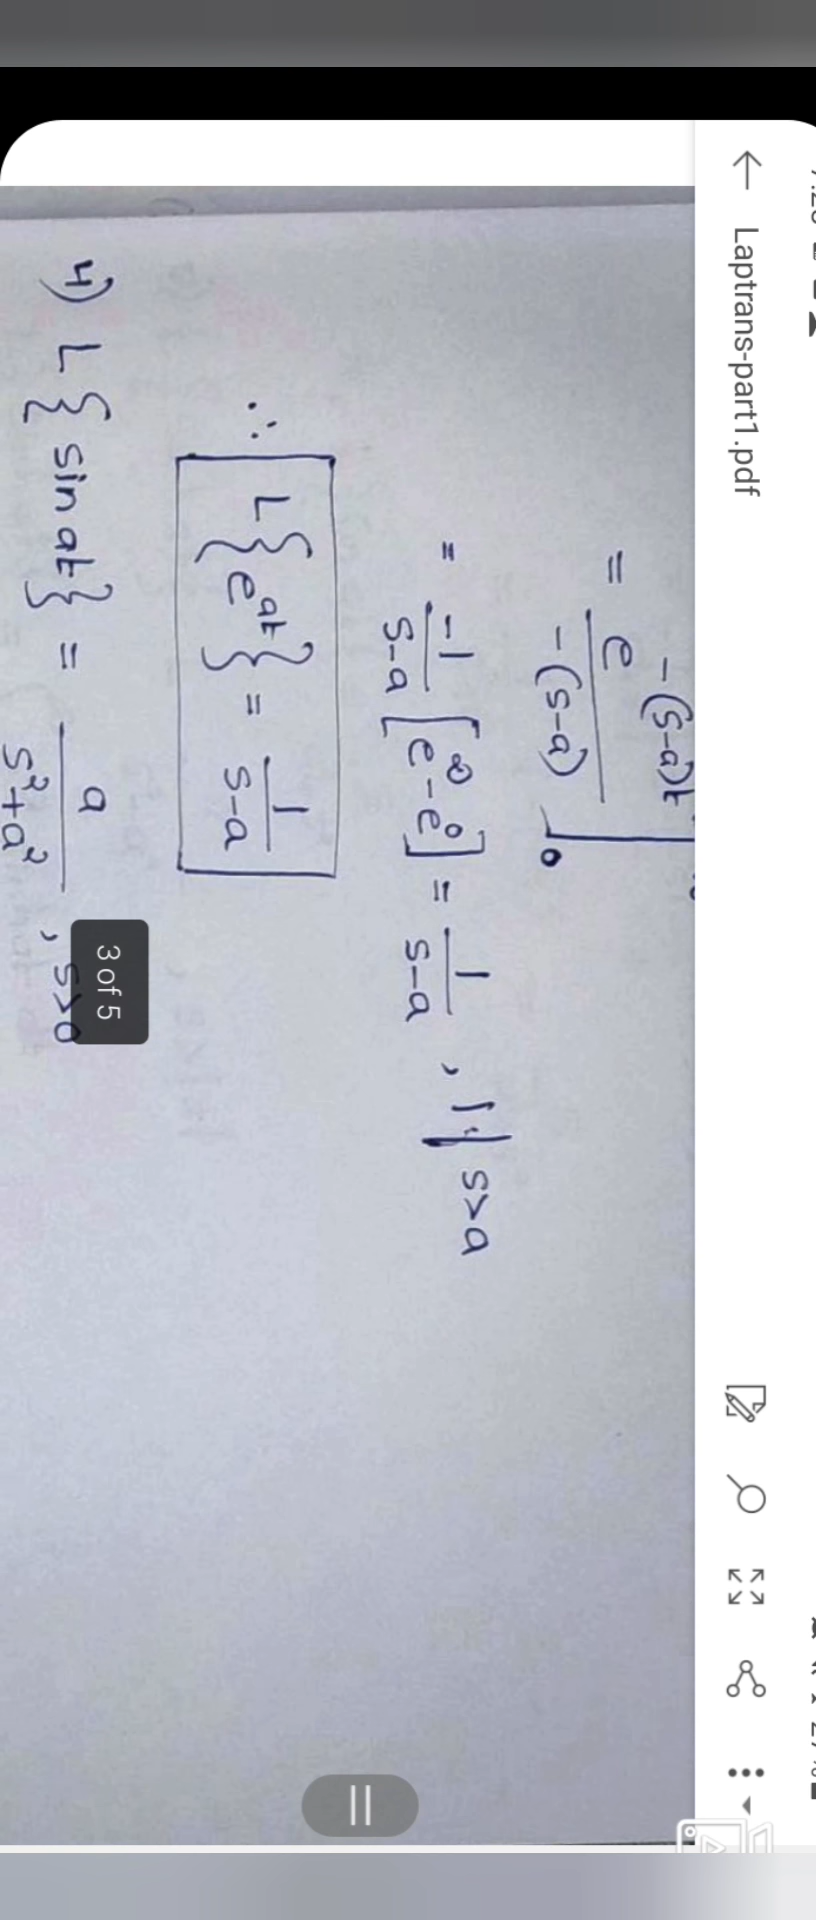 Laptrans-part1.pdf
= e^{-(s-a)t} / -(s-a) ]_0
= -1/(s-a) [e^∞ - e^0] = 1/(s-a) , if s>a
∴ L{e^{at}} = 1/(s-a)
4) L{sin at} = a/(s²+a²) , s>0
3 of 5